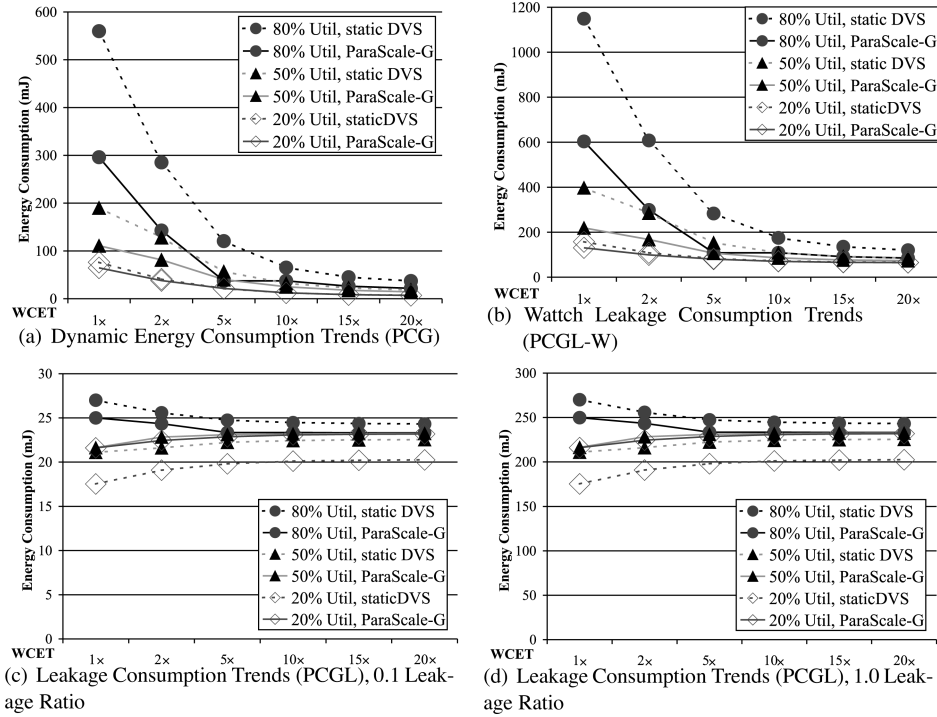 600
500
400
300
200
100
0
Energy Consumption (mJ)
80% Util, static DVS
80% Util, ParaScale-G
50% Util, static DVS
50% Util, ParaScale-G
20% Util, staticDVS
20% Util, ParaScale-G
WCET
1× 2× 5× 10× 15× 20×
(a) Dynamic Energy Consumption Trends (PCG)
1200
1000
800
600
400
200
0
Energy Consumption (mJ)
80% Util, static DVS
80% Util, ParaScale-G
50% Util, static DVS
50% Util, ParaScale-G
20% Util, staticDVS
20% Util, ParaScale-G
WCET
1× 2× 5× 10× 15× 20×
(b) Wattch Leakage Consumption Trends
(PCGL-W)
30
25
20
15
10
5
0
Energy Consumption (mJ)
80% Util, static DVS
80% Util, ParaScale-G
50% Util, static DVS
50% Util, ParaScale-G
20% Util, staticDVS
20% Util, ParaScale-G
WCET
1× 2× 5× 10× 15× 20×
(c) Leakage Consumption Trends (PCGL), 0.1 Leak-
age Ratio
300
250
200
150
100
50
0
Energy Consumption (mJ)
80% Util, static DVS
80% Util, ParaScale-G
50% Util, static DVS
50% Util, ParaScale-G
20% Util, staticDVS
20% Util, ParaScale-G
WCET
1× 2× 5× 10× 15× 20×
(d) Leakage Consumption Trends (PCGL), 1.0 Leak-
age Ratio